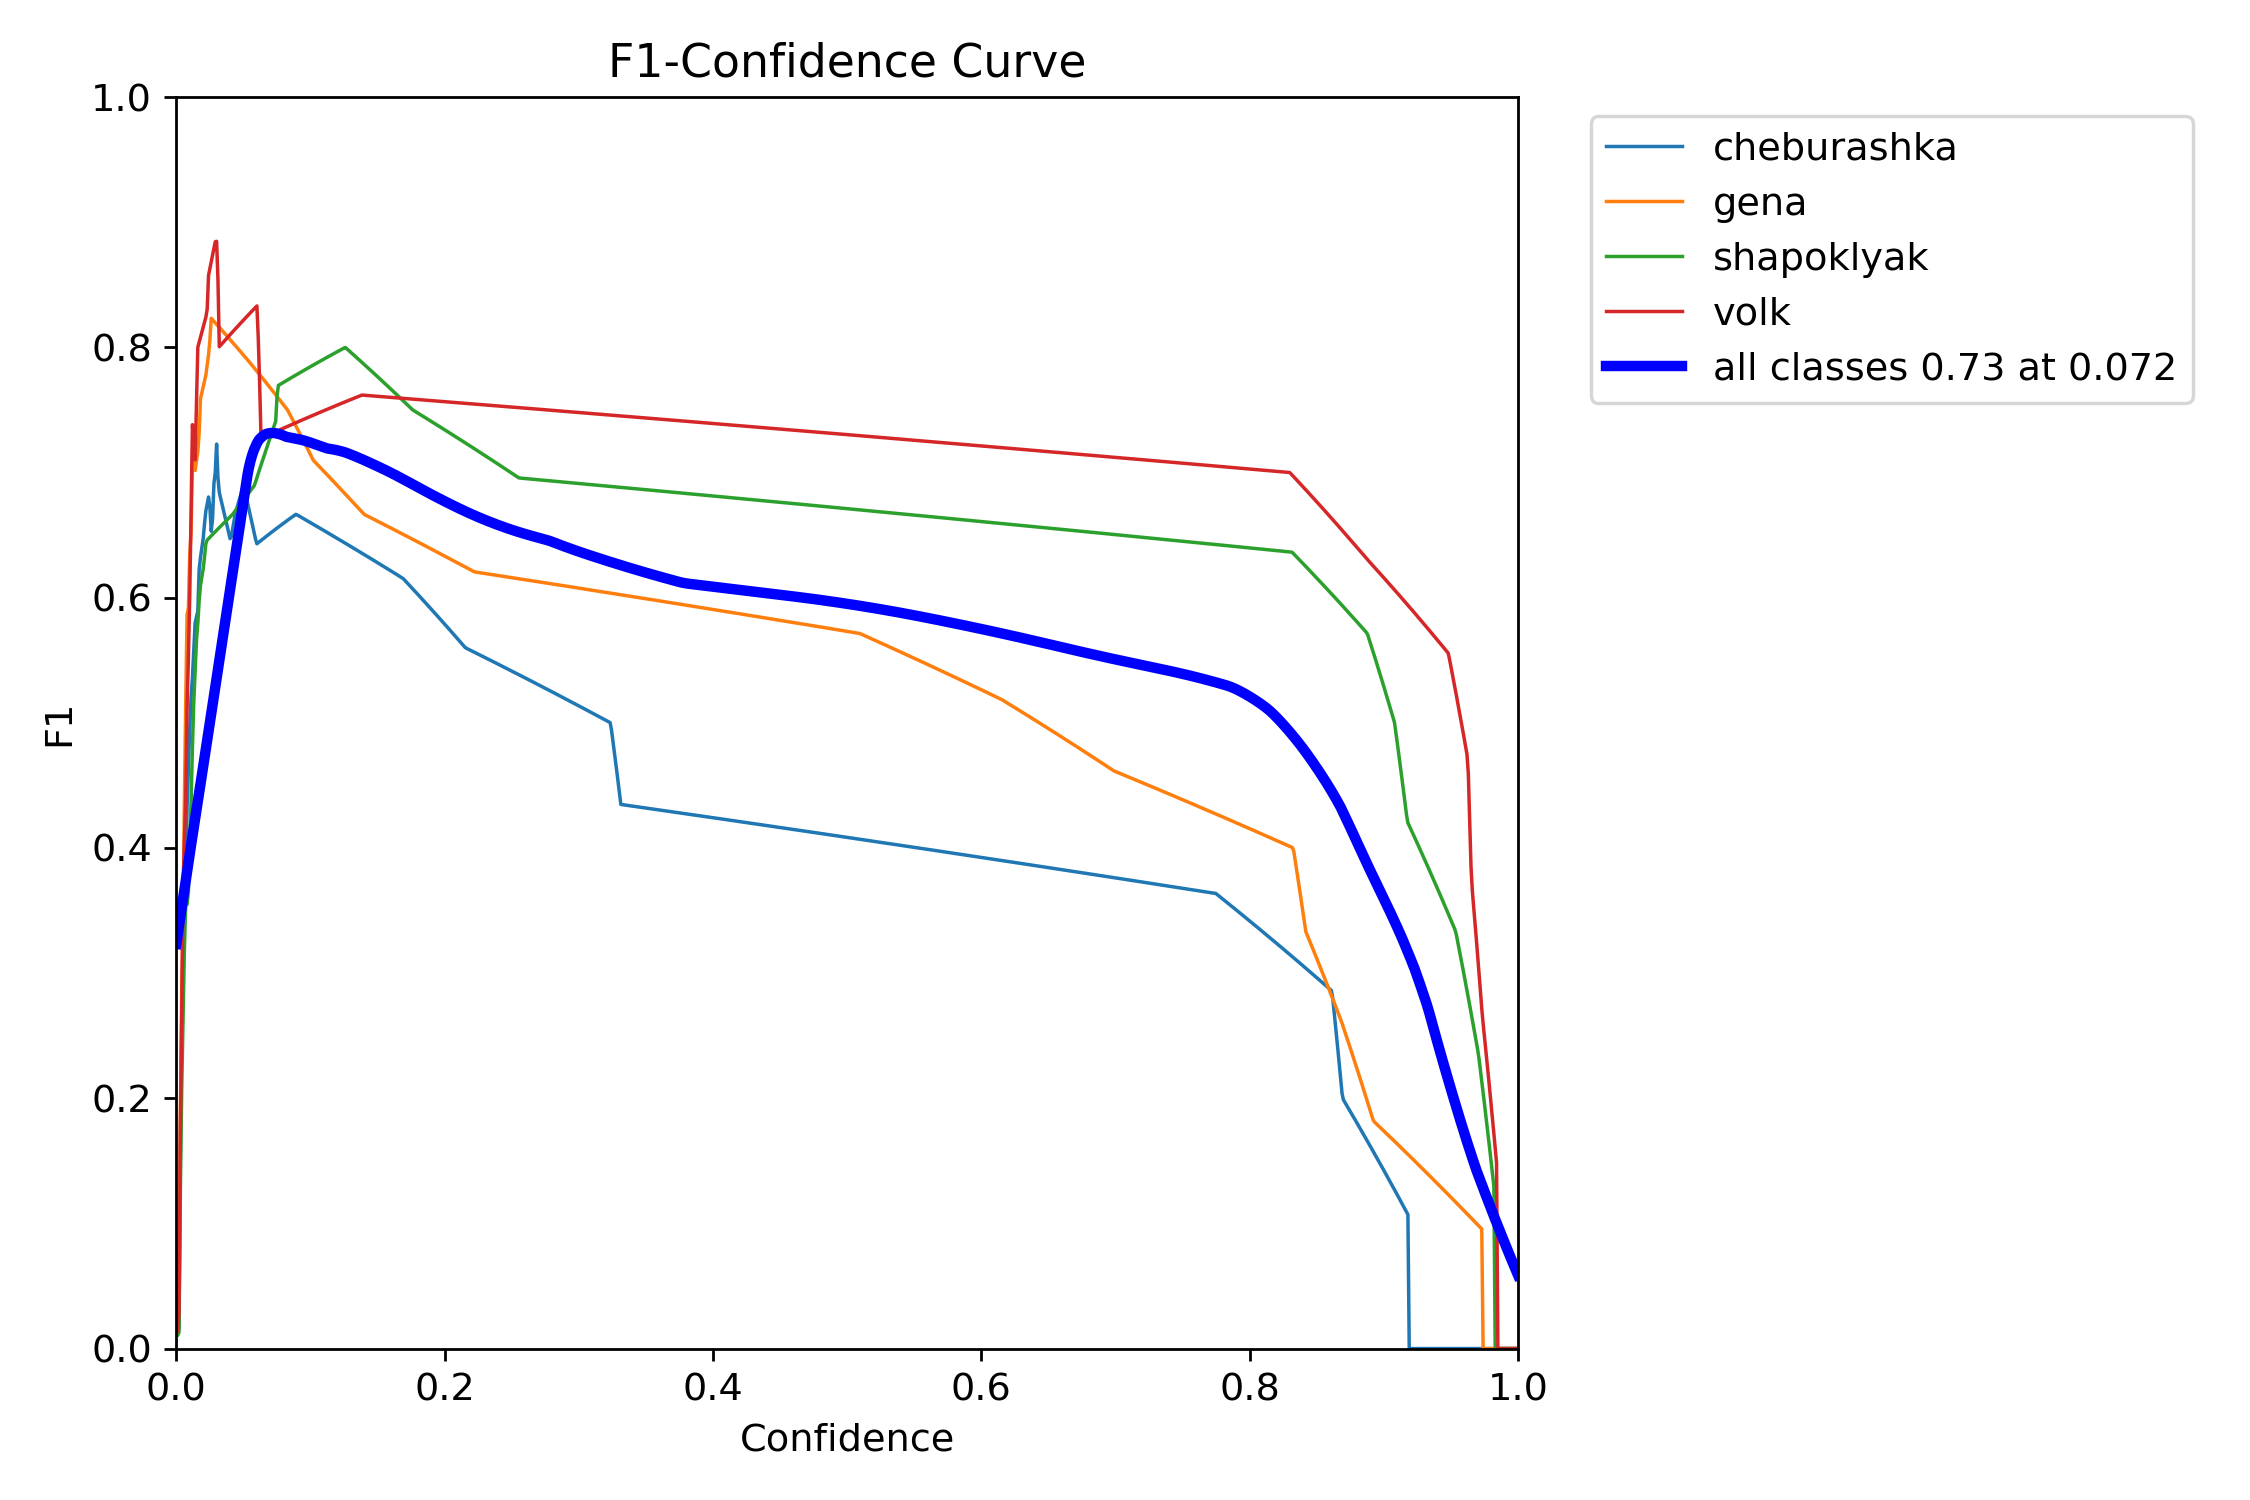 F1-Confidence Curve
1.0
0.8
0.6
0.4
0.2
0.0
F1
0.0 0.2 0.4 0.6 0.8 1.0
Confidence
cheburashka
gena
shapoklyak
volk
all classes 0.73 at 0.072